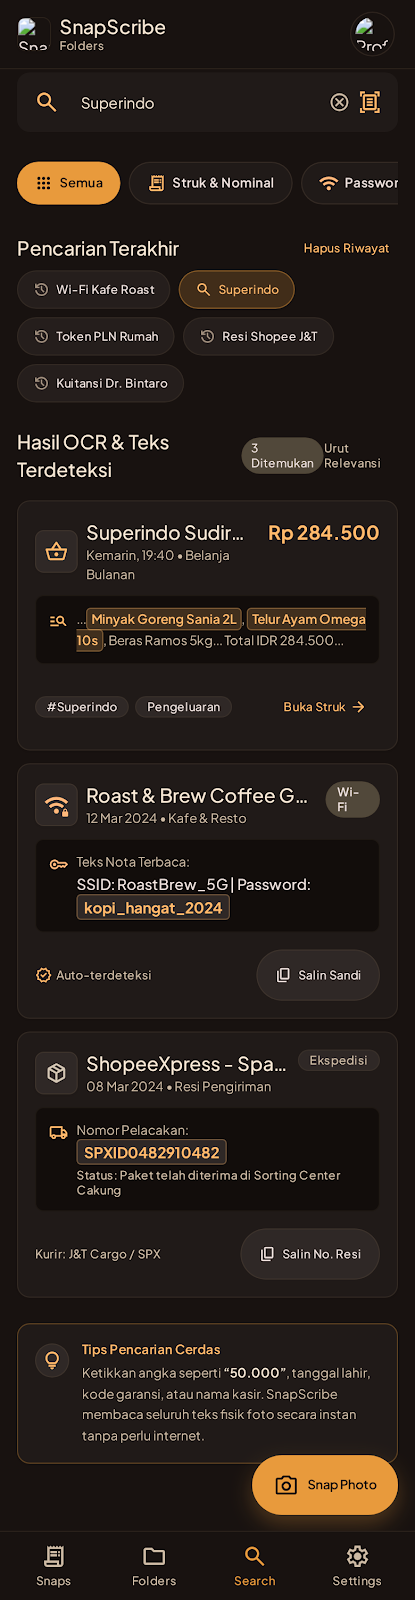 SnapScribe
Folders
Superindo
Semua
Struk & Nominal
Passwor
Pencarian Terakhir
Hapus Riwayat
Wi-Fi Kafe Roast
Superindo
Token PLN Rumah
Resi Shopee J&T
Kuitansi Dr. Bintaro
Hasil OCR & Teks
Terdeteksi
3
Ditemukan
Urut
Relevansi
Superindo Sudir...
Rp 284.500
Kemarin, 19:40 • Belanja
Bulanan
...Minyak Goreng Sania 2L, Telur Ayam Omega
10s, Beras Ramos 5kg... Total IDR 284.500...
#Superindo
Pengeluaran
Buka Struk →
Roast & Brew Coffee G...
Wi-
Fi
12 Mar 2024 • Kafe & Resto
Teks Nota Terbaca:
SSID: RoastBrew_5G | Password:
kopi_hangat_2024
Auto-terdeteksi
Salin Sandi
ShopeeXpress - Spa...
Ekspedisi
08 Mar 2024 • Resi Pengiriman
Nomor Pelacakan:
SPXID0482910482
Status: Paket telah diterima di Sorting Center
Cakung
Kurir: J&T Cargo / SPX
Salin No. Resi
Tips Pencarian Cerdas
Ketikkan angka seperti “50.000”, tanggal lahir,
kode garansi, atau nama kasir. SnapScribe
membaca seluruh teks fisik foto secara instan
tanpa perlu internet.
Snap Photo
Snaps
Folders
Search
Settings